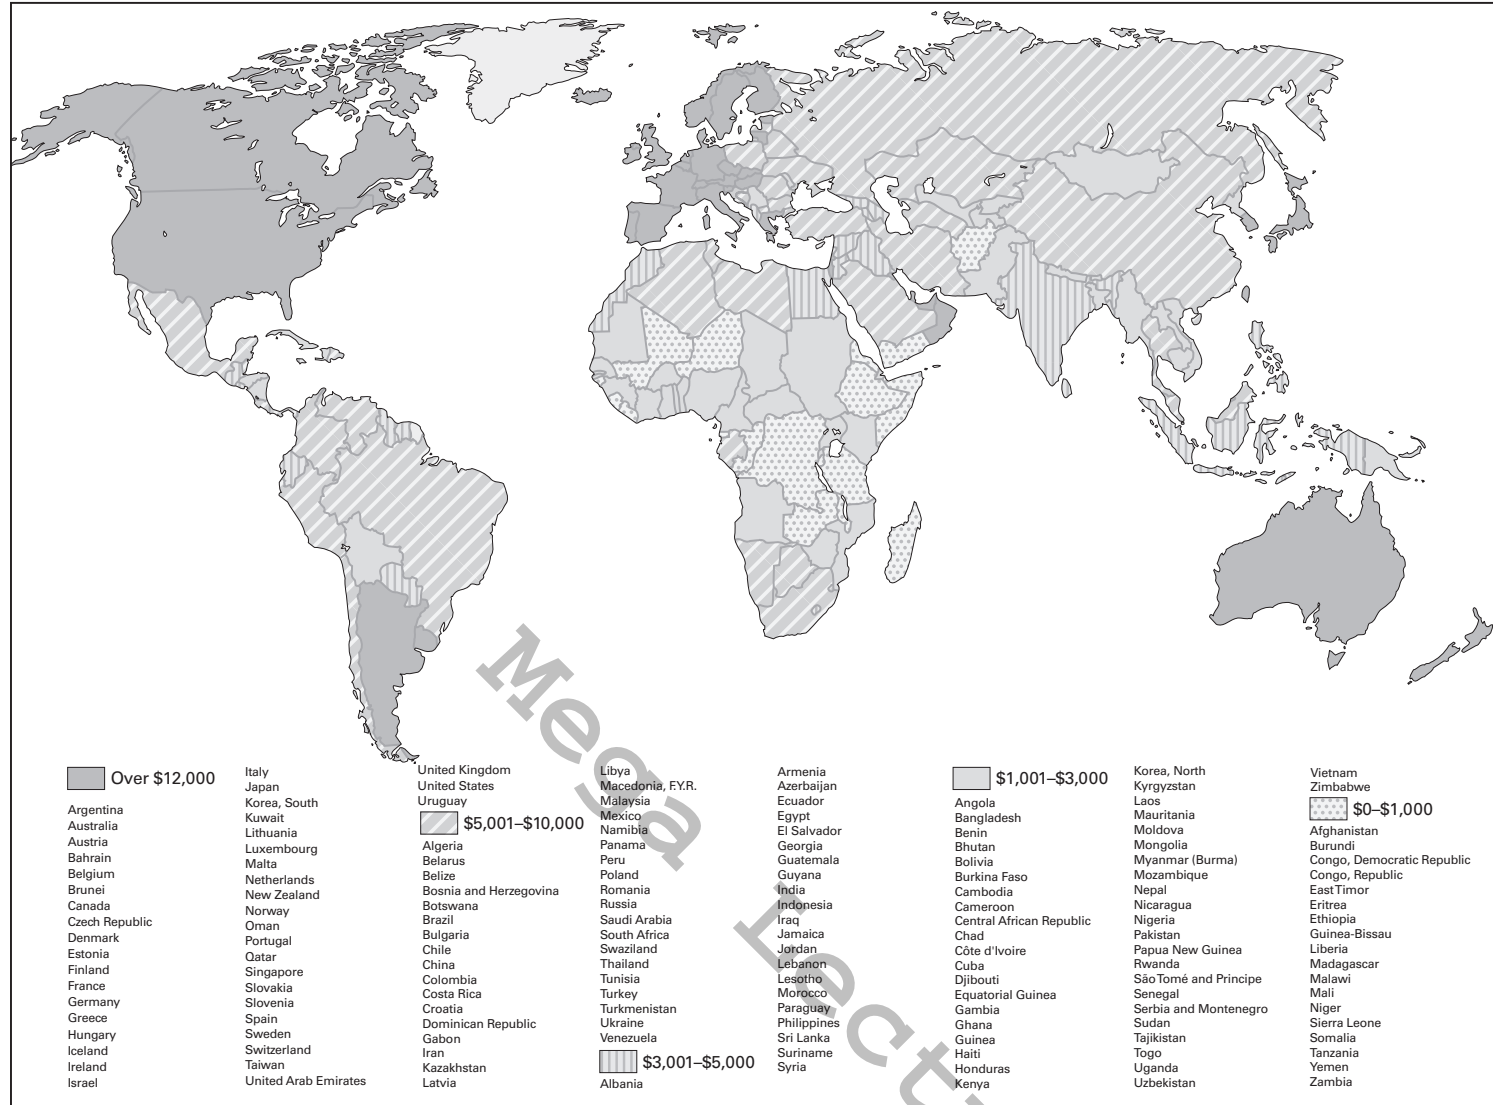 Over $12,000
Argentina
Australia
Austria
Bahrain
Belgium
Brunei
Canada
Czech Republic
Denmark
Estonia
Finland
France
Germany
Greece
Hungary
Iceland
Ireland
Israel
Italy
Japan
Korea, South
Kuwait
Lithuania
Luxembourg
Malta
Netherlands
New Zealand
Norway
Oman
Portugal
Qatar
Singapore
Slovakia
Slovenia
Spain
Sweden
Switzerland
Taiwan
United Arab Emirates
United Kingdom
United States
Uruguay
$5,001–$10,000
Algeria
Belarus
Belize
Bosnia and Herzegovina
Botswana
Brazil
Bulgaria
Chile
China
Colombia
Costa Rica
Croatia
Dominican Republic
Gabon
Iran
Kazakhstan
Latvia
Libya
Macedonia, F.Y.R.
Malaysia
Mexico
Namibia
Panama
Peru
Poland
Romania
Russia
Saudi Arabia
South Africa
Swaziland
Thailand
Tunisia
Turkey
Turkmenistan
Ukraine
Venezuela
$3,001–$5,000
Albania
Armenia
Azerbaijan
Ecuador
Egypt
El Salvador
Georgia
Guatemala
Guyana
India
Indonesia
Iraq
Jamaica
Jordan
Lebanon
Lesotho
Morocco
Paraguay
Philippines
Sri Lanka
Suriname
Syria
$1,001–$3,000
Angola
Bangladesh
Benin
Bhutan
Bolivia
Burkina Faso
Cambodia
Cameroon
Central African Republic
Chad
Côte d'Ivoire
Cuba
Djibouti
Equatorial Guinea
Gambia
Ghana
Guinea
Haiti
Honduras
Kenya
Korea, North
Kyrgyzstan
Laos
Mauritania
Moldova
Mongolia
Myanmar (Burma)
Mozambique
Nepal
Nicaragua
Nigeria
Pakistan
Papua New Guinea
Rwanda
São Tomé and Principe
Senegal
Serbia and Montenegro
Sudan
Tajikistan
Togo
Uganda
Uzbekistan
Vietnam
Zimbabwe
$0–$1,000
Afghanistan
Burundi
Congo, Democratic Republic
Congo, Republic
East Timor
Eritrea
Ethiopia
Guinea-Bissau
Liberia
Madagascar
Malawi
Mali
Niger
Sierra Leone
Somalia
Tanzania
Yemen
Zambia
Mega Lect